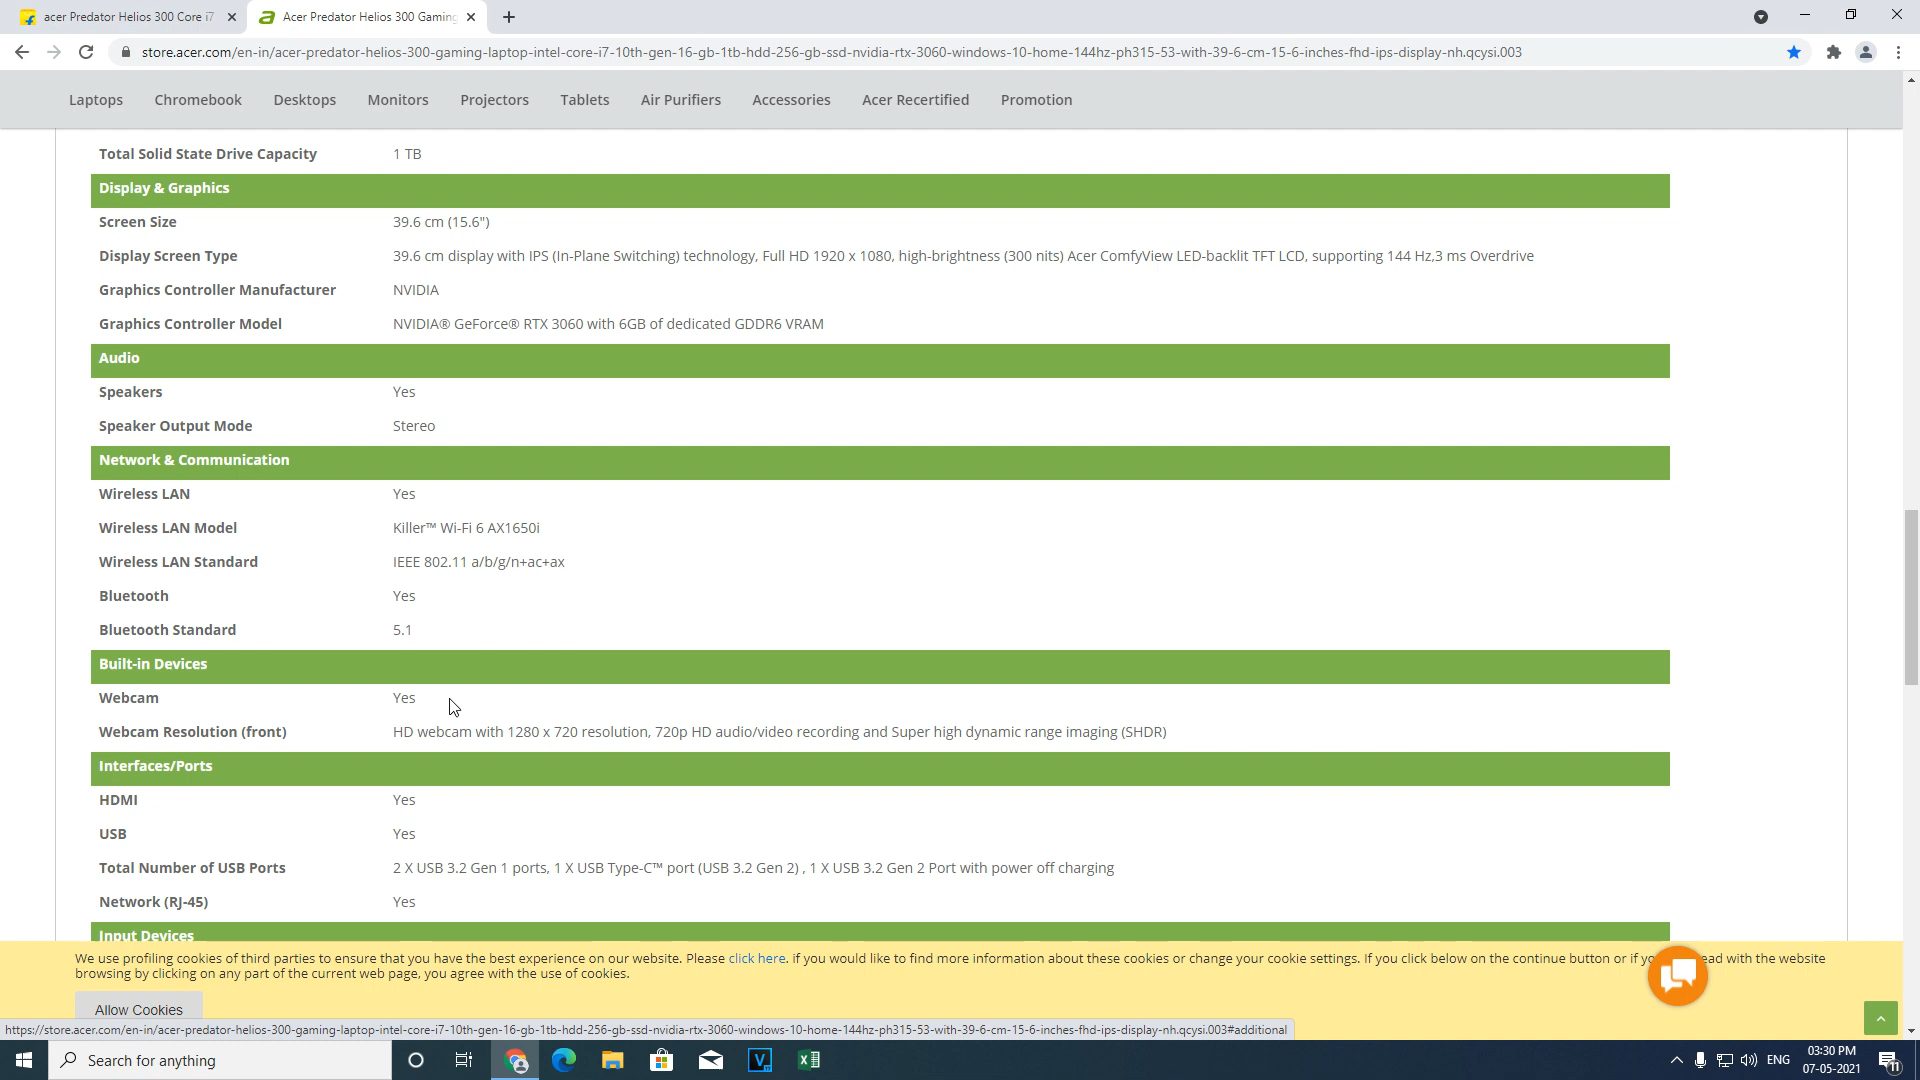 acer Predator Helios 300 Core i7
Acer Predator Helios 300 Gaming
store.acer.com/en-in/acer-predator-helios-300-gaming-laptop-intel-core-i7-10th-gen-16-gb-1tb-hdd-256-gb-ssd-nvidia-rtx-3060-windows-10-home-144hz-ph315-53-with-39-6-cm-15-6-inches-fhd-ips-display-nh.qcysi.003
Laptops Chromebook Desktops Monitors Projectors Tablets Air Purifiers Accessories Acer Recertified Promotion
Total Solid State Drive Capacity 1 TB
Display & Graphics
Screen Size 39.6 cm (15.6")
Display Screen Type 39.6 cm display with IPS (In-Plane Switching) technology, Full HD 1920 x 1080, high-brightness (300 nits) Acer ComfyView LED-backlit TFT LCD, supporting 144 Hz,3 ms Overdrive
Graphics Controller Manufacturer NVIDIA
Graphics Controller Model NVIDIA® GeForce® RTX 3060 with 6GB of dedicated GDDR6 VRAM
Audio
Speakers Yes
Speaker Output Mode Stereo
Network & Communication
Wireless LAN Yes
Wireless LAN Model Killer™ Wi-Fi 6 AX1650i
Wireless LAN Standard IEEE 802.11 a/b/g/n+ac+ax
Bluetooth Yes
Bluetooth Standard 5.1
Built-in Devices
Webcam Yes
Webcam Resolution (front) HD webcam with 1280 x 720 resolution, 720p HD audio/video recording and Super high dynamic range imaging (SHDR)
Interfaces/Ports
HDMI Yes
USB Yes
Total Number of USB Ports 2 X USB 3.2 Gen 1 ports, 1 X USB Type-C™ port (USB 3.2 Gen 2) , 1 X USB 3.2 Gen 2 Port with power off charging
Network (RJ-45) Yes
Input Devices
We use profiling cookies of third parties to ensure that you have the best experience on our website. Please click here. if you would like to find more information about these cookies or change your cookie settings. If you click below on the continue button or if with the website
browsing by clicking on any part of the current web page, you agree with the use of cookies.
Allow Cookies
https://store.acer.com/en-in/acer-predator-helios-300-gaming-laptop-intel-core-i7-10th-gen-16-gb-1tb-hdd-256-gb-ssd-nvidia-rtx-3060-windows-10-home-144hz-ph315-53-with-39-6-cm-15-6-inches-fhd-ips-display-nh.qcysi.003#additional
Search for anything
ENG
03:30 PM
07-05-2021
11